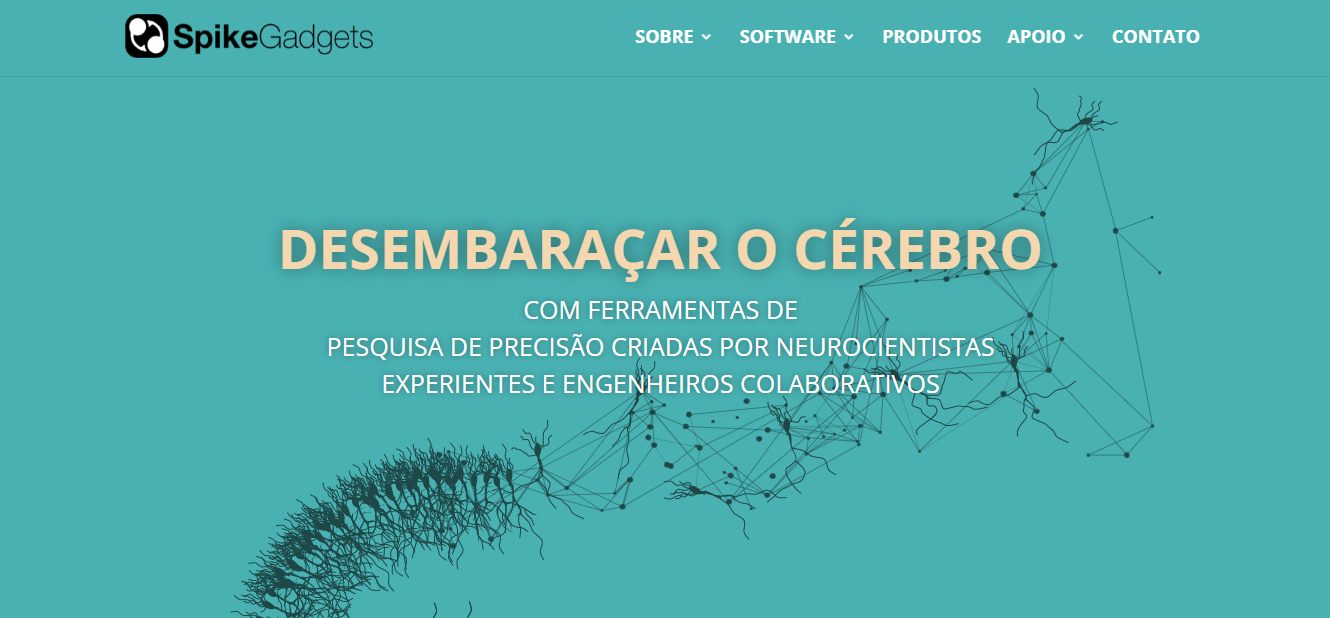 SpikeGadgets
SOBRE SOFTWARE PRODUTOS APOIO CONTATO
DESEMBARAÇAR O CÉREBRO
COM FERRAMENTAS DE
PESQUISA DE PRECISÃO CRIADAS POR NEUROCIENTISTAS
EXPERIENTES E ENGENHEIROS COLABORATIVOS